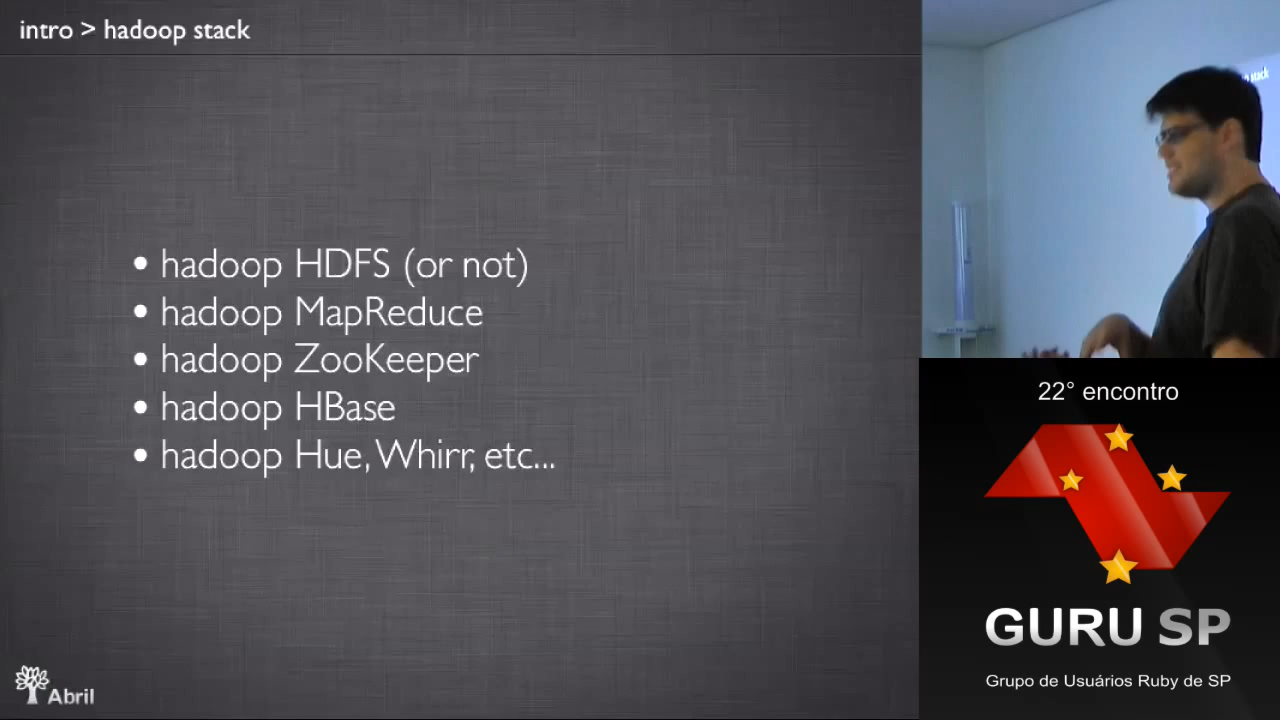 intro > hadoop stack
• hadoop HDFS (or not)
• hadoop MapReduce
• hadoop ZooKeeper
• hadoop HBase
• hadoop Hue, Whirr, etc...
Abril
stack
22° encontro
GURU SP
Grupo de Usuários Ruby de SP